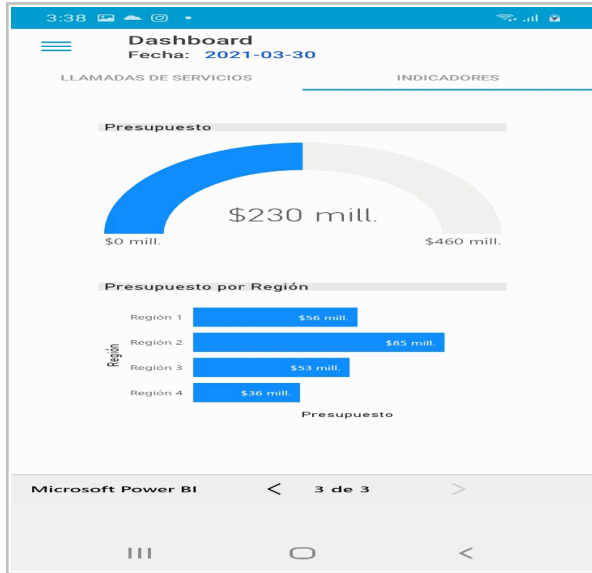 3:38
Dashboard
Fecha: 2021-03-30
LLAMADAS DE SERVICIOS
INDICADORES
Presupuesto
$230 mill.
$0 mill.
$460 mill.
Presupuesto por Región
Región
Región 1
$56 mill.
Región 2
$85 mill.
Región 3
$53 mill.
Región 4
$36 mill.
Presupuesto
Microsoft Power BI
3 de 3